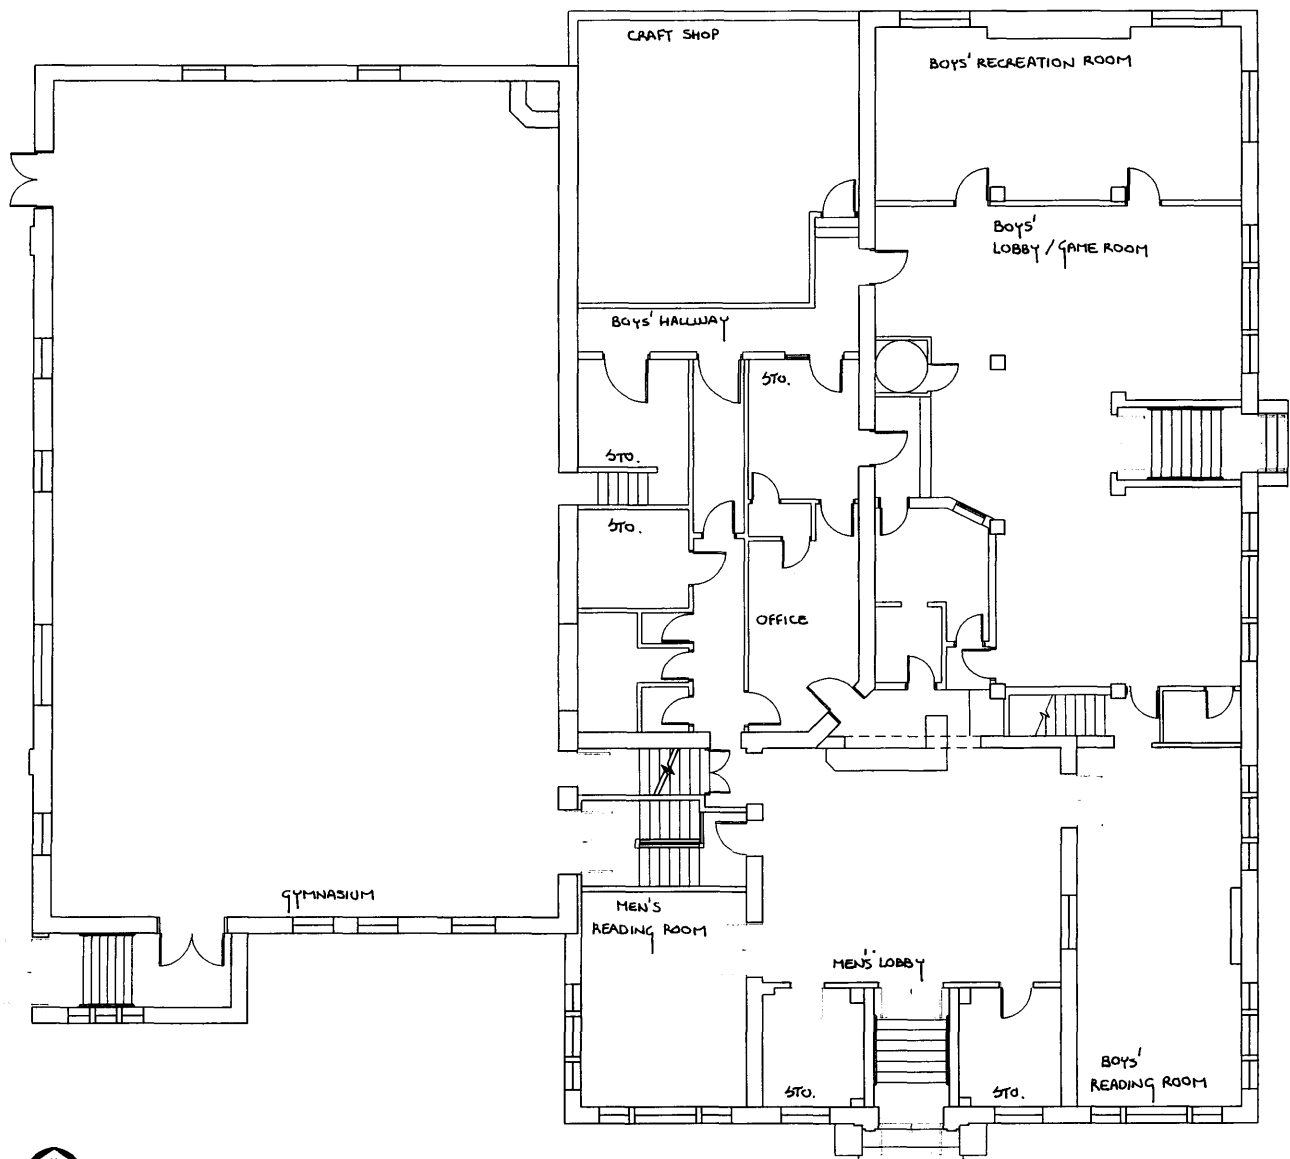 CRAFT SHOP
BOYS' RECREATION ROOM
BOYS'
LOBBY / GAME ROOM
BOYS' HALLWAY
STO.
STO.
STO.
OFFICE
GYMNASIUM
MEN'S
READING ROOM
MEN'S LOBBY
BOYS'
READING ROOM
STO.
STO.